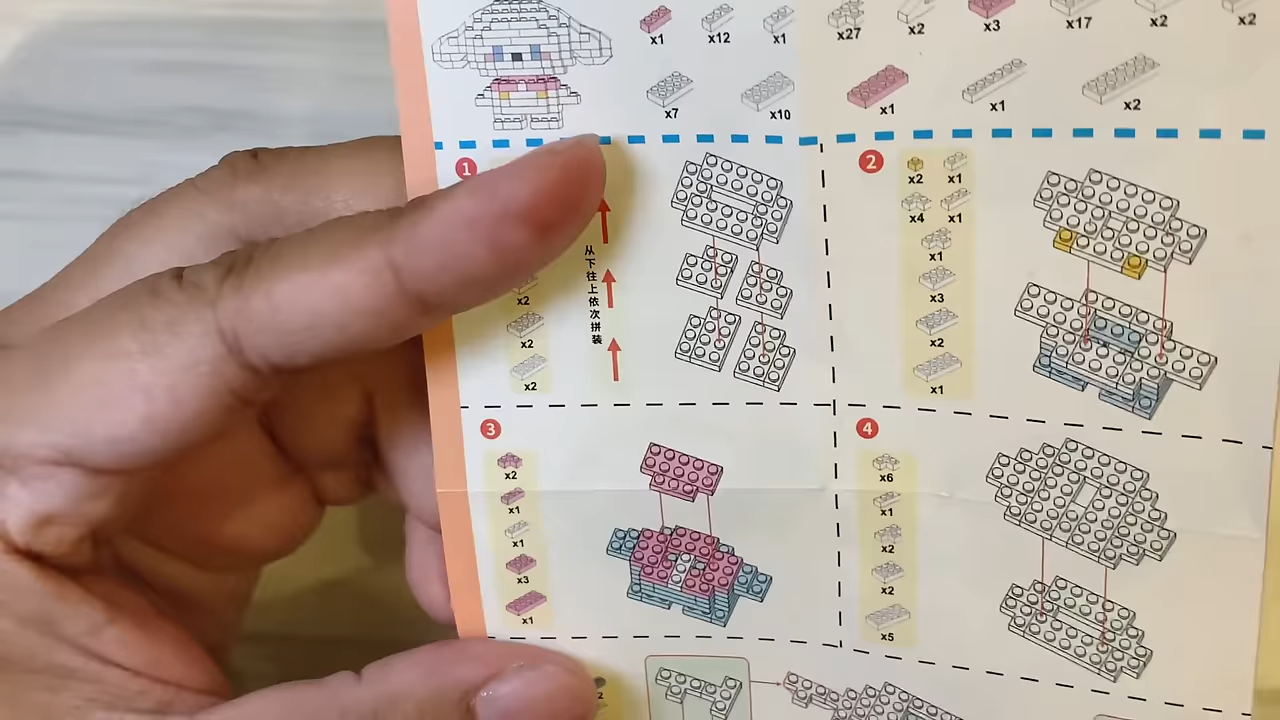 x1 x12 x1 x27 x2 x3 x17 x2 x2
x7 x10 x1 x1 x2
1
从下往上依次拼装
x2
x2
x2
2
x2 x1
x4 x1
x1
x3
x2
x1
3
x2
x1
x1
x3
x1
4
x6
x1
x2
x2
x5
2